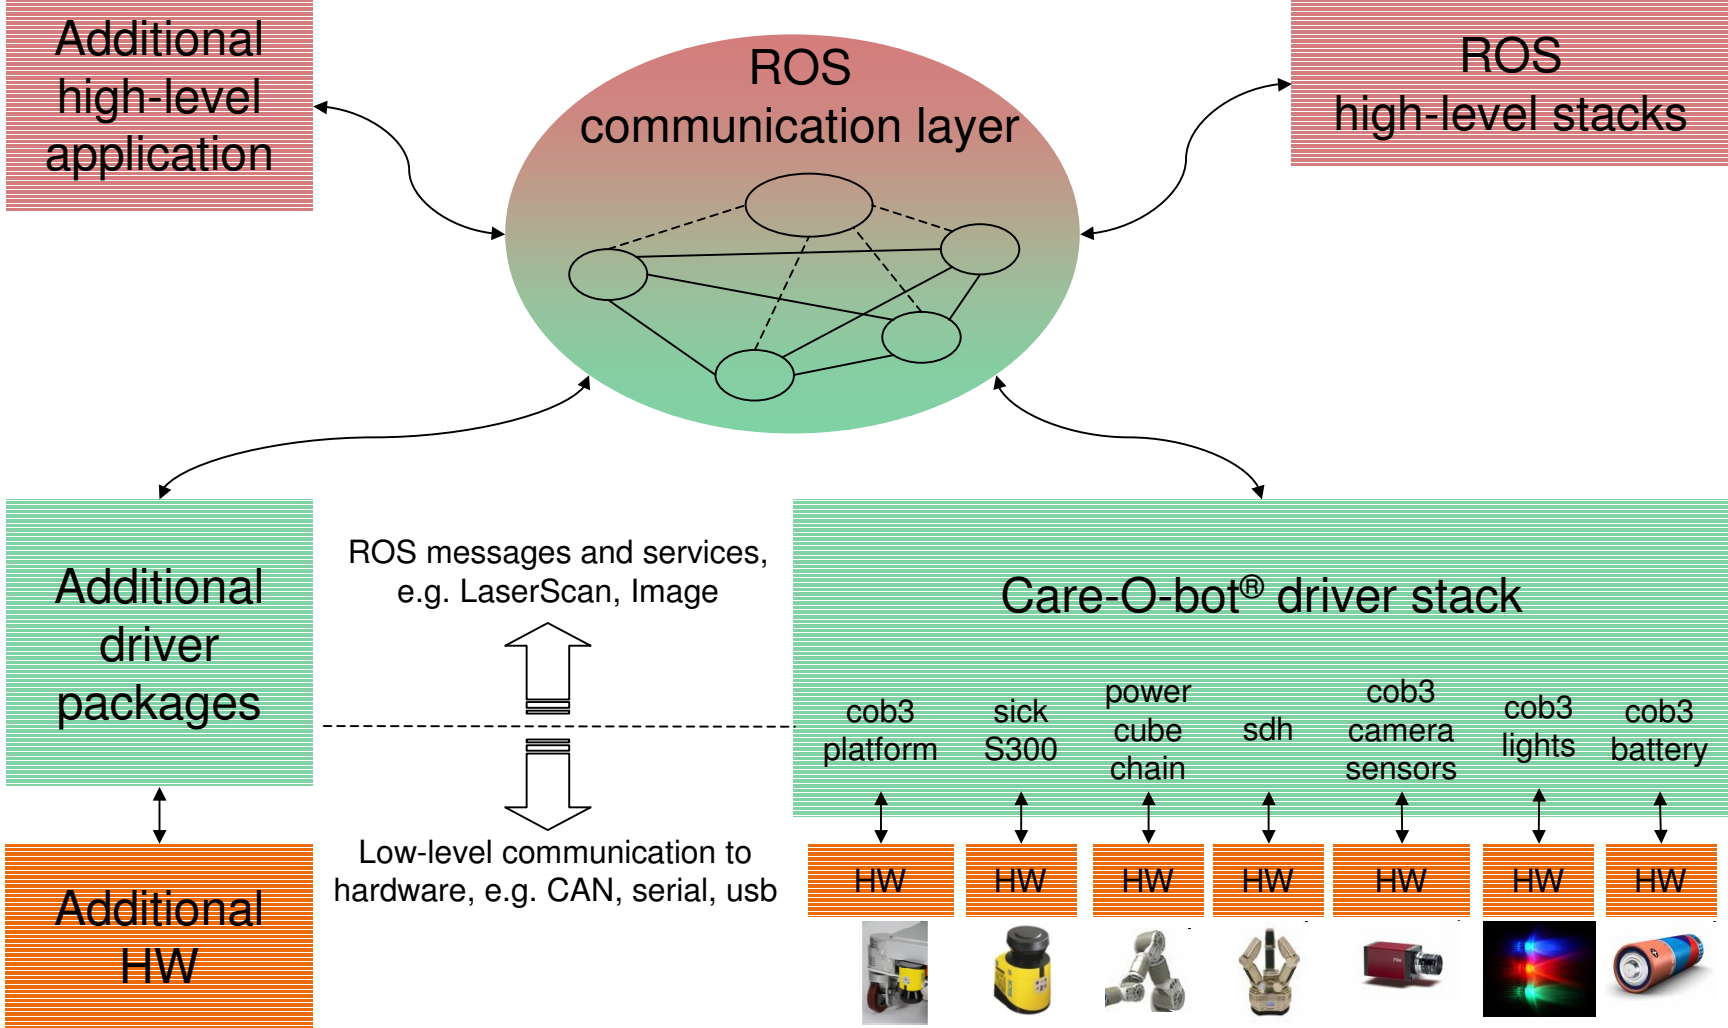 Additional
high-level
application
ROS
communication layer
ROS
high-level stacks
Additional
driver
packages
ROS messages and services,
e.g. LaserScan, Image
Low-level communication to
hardware, e.g. CAN, serial, usb
Care-O-bot® driver stack
cob3
platform
sick
S300
power
cube
chain
sdh
cob3
camera
sensors
cob3
lights
cob3
battery
Additional
HW
HW
HW
HW
HW
HW
HW
HW